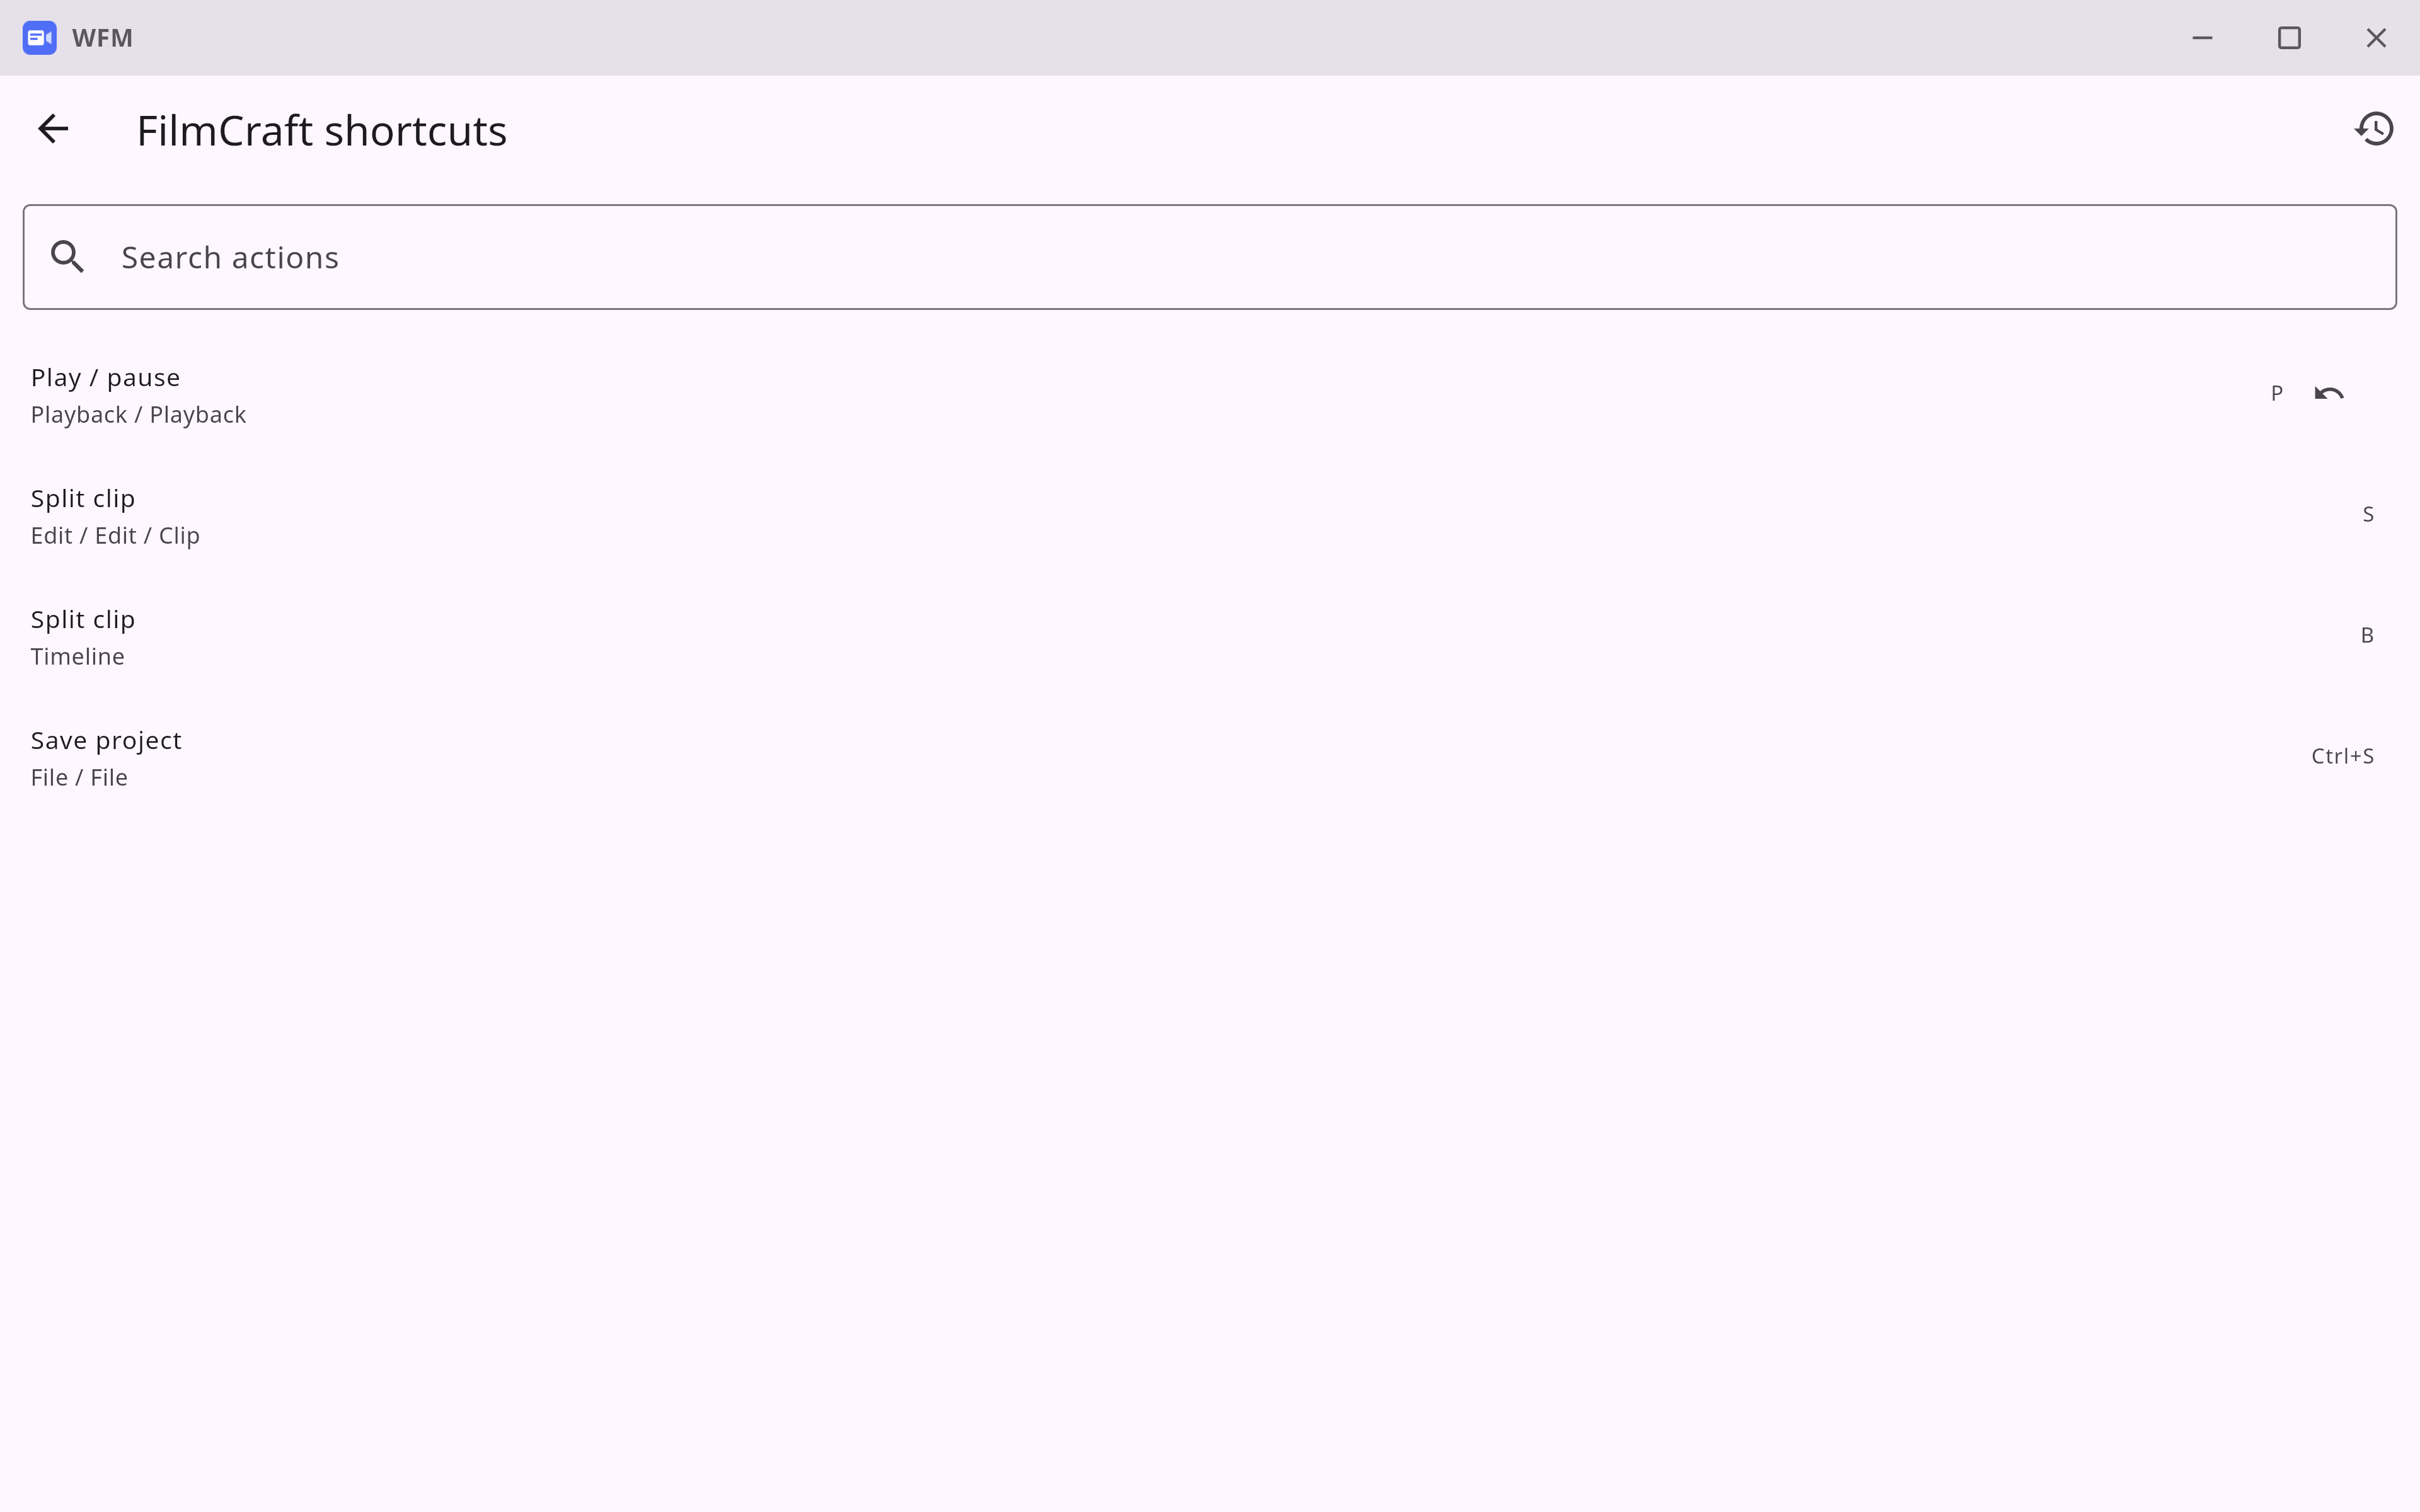 WFM
FilmCraft shortcuts
Search actions
Play / pause
Playback / Playback
P
Split clip
Edit / Edit / Clip
S
Split clip
Timeline
B
Save project
File / File
Ctrl+S